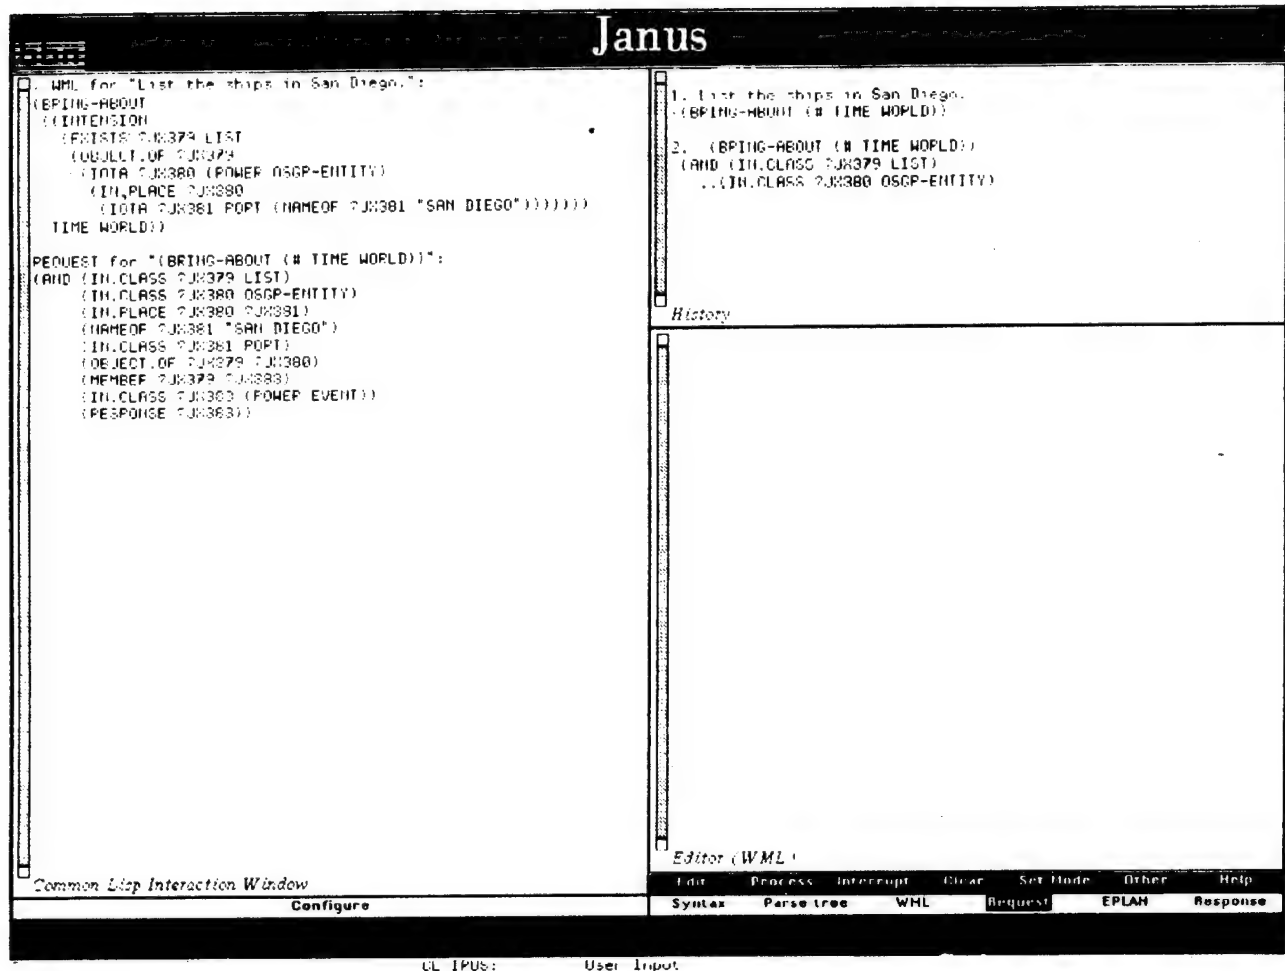 Janus
; WML for "List the ships in San Diego.":
(BRING-ABOUT
((INTENSION
(EXISTS ?JX379 LIST
(OBJECT.OF ?JX379
(IOTA ?JX380 (POWER OSGP-ENTITY)
(IN.PLACE ?JX380
(IOTA ?JX381 PORT (NAMEOF ?JX381 "SAN DIEGO")))))))
TIME WORLD))
REQUEST for "(BRING-ABOUT (# TIME WORLD))":
(AND (IN.CLASS ?JX379 LIST)
(IN.CLASS ?JX380 OSGP-ENTITY)
(IN.PLACE ?JX380 ?JX381)
(NAMEOF ?JX381 "SAN DIEGO")
(IN.CLASS ?JX381 PORT)
(OBJECT.OF ?JX379 ?JX380)
(MEMBER ?JX379 ?JX383)
(IN.CLASS ?JX383 (POWER EVENT))
(RESPONSE ?JX383))
Common Lisp Interaction Window
Configure
1. List the ships in San Diego.
(BRING-ABOUT (# TIME WORLD))
2. (BRING-ABOUT (# TIME WORLD))
(AND (IN.CLASS ?JX379 LIST)
..(IN.CLASS ?JX380 OSGP-ENTITY)
History
Editor (WML)
Edit Process Interrupt Clear Set Mode Other Help
Syntax Parse tree WML Request EPLAN Response
User Input